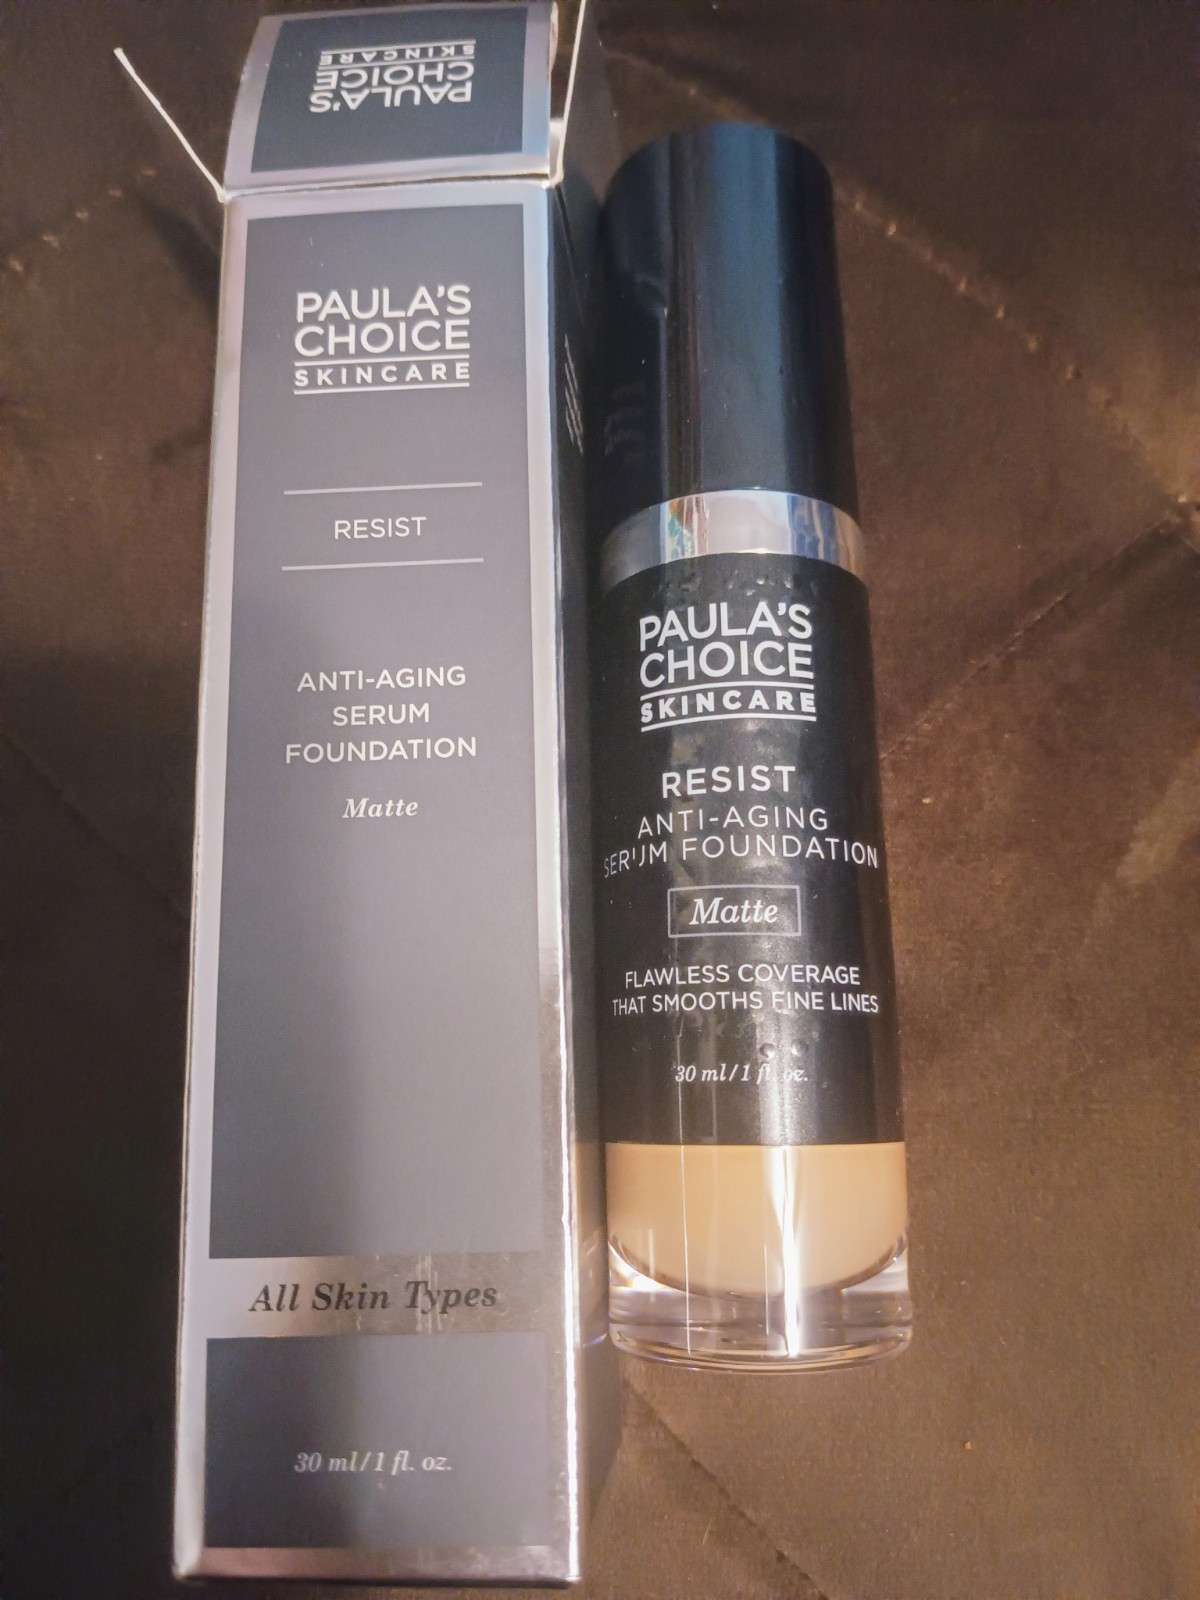 PAULA'S
CHOICE
SKINCARE
PAULA'S
CHOICE
SKINCARE
RESIST
ANTI-AGING
SERUM
FOUNDATION
Matte
All Skin Types
30 ml/1 fl. oz.
PAULA'S
CHOICE
SKINCARE
RESIST
ANTI-AGING
SERUM FOUNDATION
Matte
FLAWLESS COVERAGE
THAT SMOOTHS FINE LINES
30 ml/1 fl. oz.